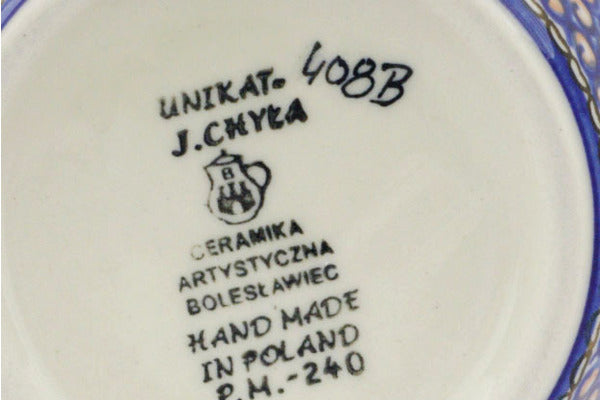 UNIKAT- 408B
J. CHYŁA
B
CERAMIKA
ARTYSTYCZNA
BOLESŁAWIEC
HAND MADE
IN POLAND
P.M.-240